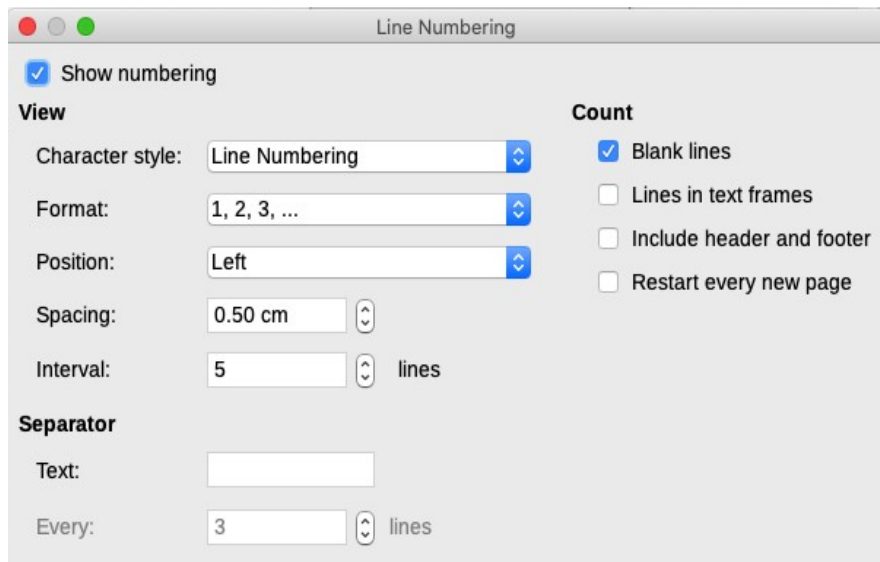 Line Numbering
Show numbering
View
Character style: Line Numbering
Format: 1, 2, 3, ...
Position: Left
Spacing: 0.50 cm
Interval: 5 lines
Separator
Text:
Every: 3 lines
Count
Blank lines
Lines in text frames
Include header and footer
Restart every new page